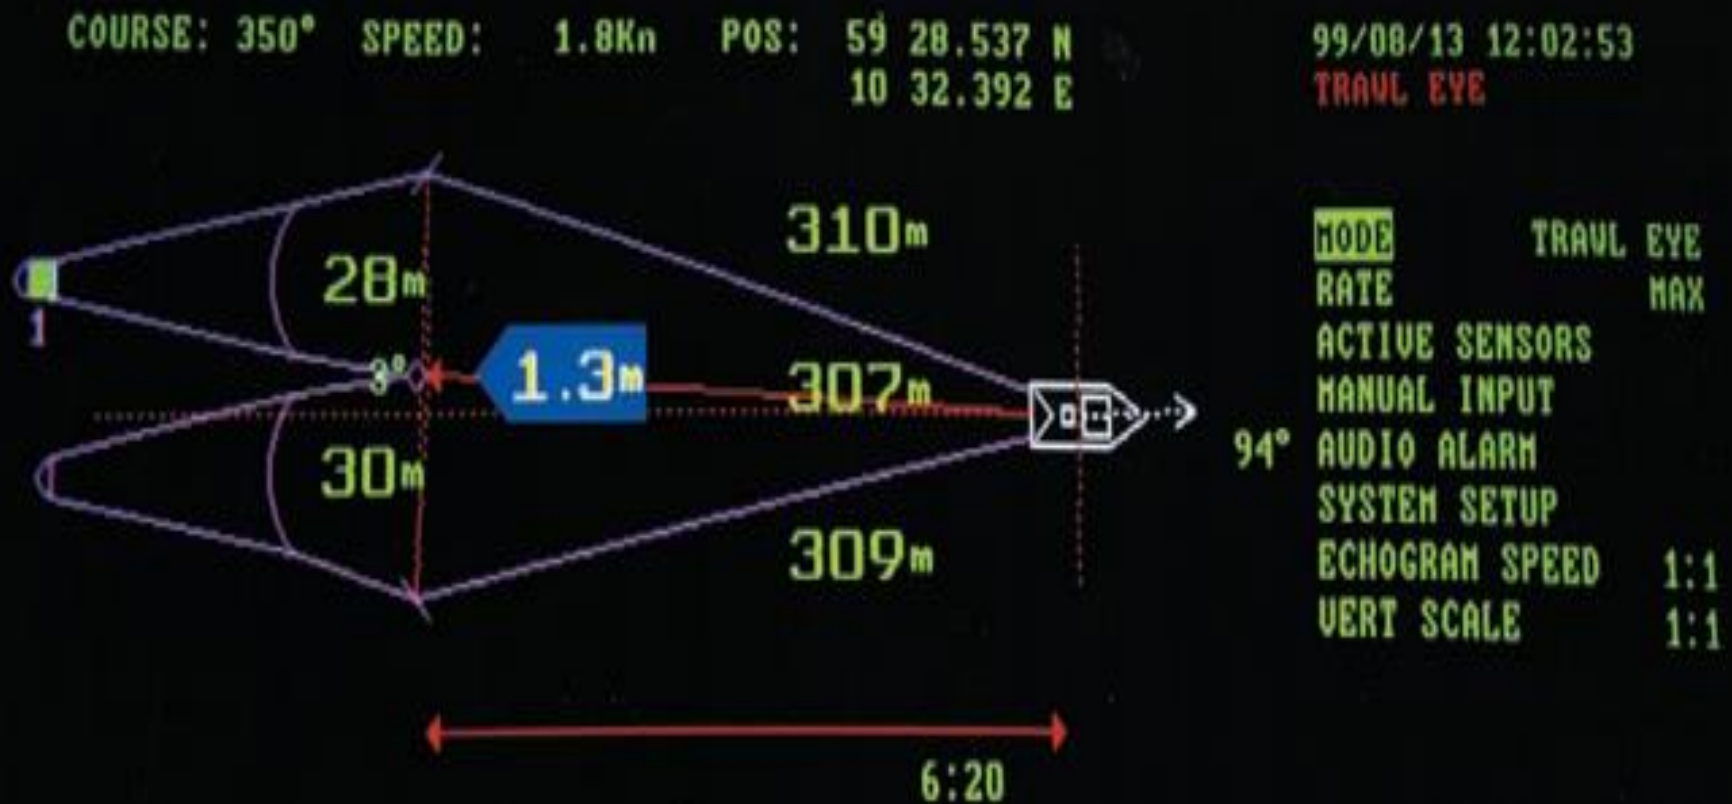 COURSE: 350° SPEED: 1.8Kn POS: 59 28.537 N
10 32.392 E
99/08/13 12:02:53
TRAWL EYE
310m
28m
1
3°
1.3m
307m
30m
309m
6:20
94°
MODE TRAWL EYE
RATE MAX
ACTIVE SENSORS
MANUAL INPUT
AUDIO ALARM
SYSTEM SETUP
ECHOGRAM SPEED 1:1
VERT SCALE 1:1